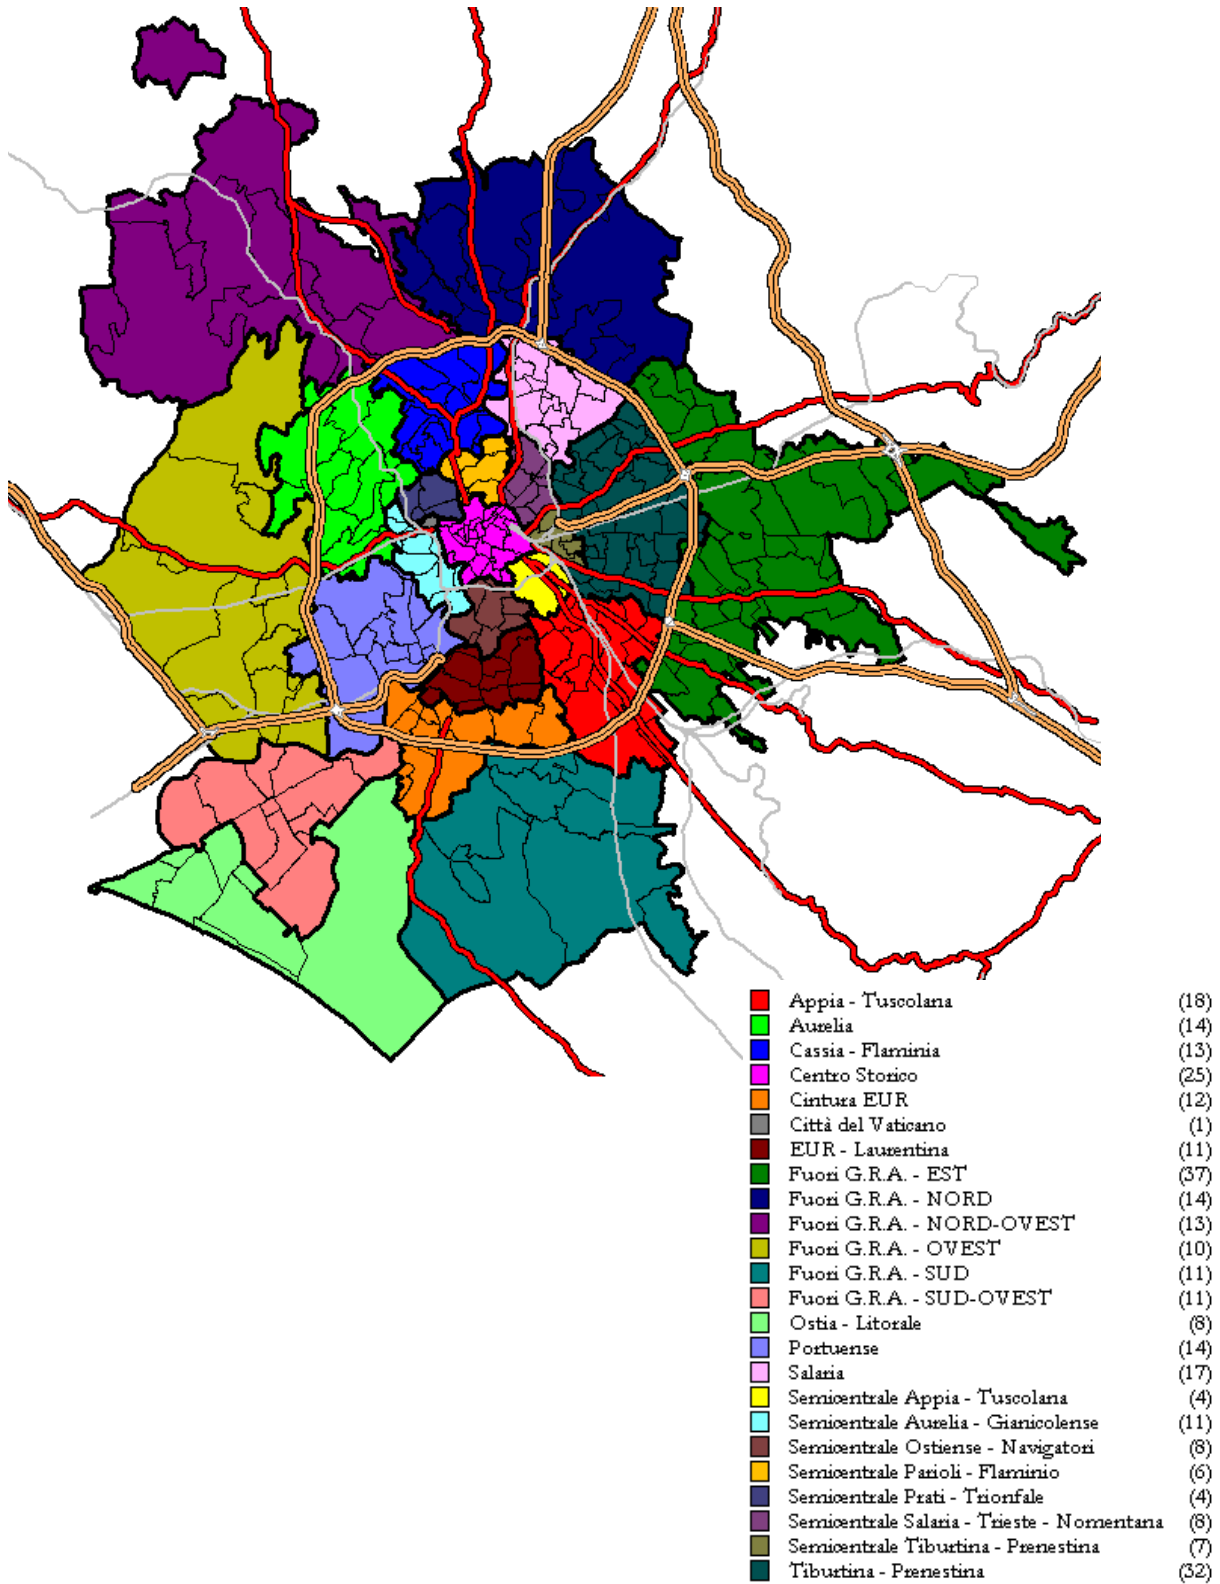 Appia - Tuscolana (18)
Aurelia (14)
Cassia - Flaminia (13)
Centro Storico (25)
Cintura EUR (12)
Città del Vaticano (1)
EUR - Laurentina (11)
Fuori G.R.A. - EST (37)
Fuori G.R.A. - NORD (14)
Fuori G.R.A. - NORD-OVEST (13)
Fuori G.R.A. - OVEST (10)
Fuori G.R.A. - SUD (11)
Fuori G.R.A. - SUD-OVEST (11)
Ostia - Litorale (8)
Portuense (14)
Salaria (17)
Semicentrale Appia - Tuscolana (4)
Semicentrale Aurelia - Gianicolense (11)
Semicentrale Ostiense - Navigatori (8)
Semicentrale Parioli - Flaminio (6)
Semicentrale Prati - Trionfale (4)
Semicentrale Salaria - Trieste - Nomentana (8)
Semicentrale Tiburtina - Prenestina (7)
Tiburtina - Prenestina (32)